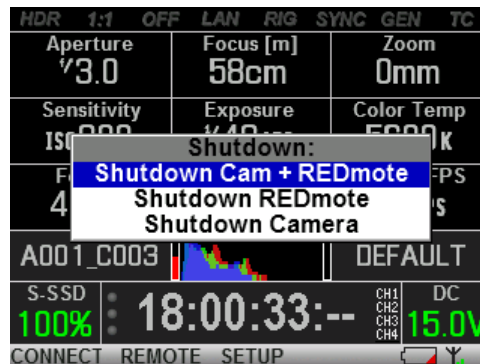 HDR 1:1 OFF LAN RIG SYNC GEN TC
Aperture Focus [m] Zoom
f/3.0 58cm 0mm
Sensitivity Exposure Color Temp
ISO K
Shutdown:
Shutdown Cam + REDmote
Shutdown REDmote
Shutdown Camera
FPS
4
A001_C003 DEFAULT
S-SSD 18:00:33:-- CH1 CH2 CH3 CH4 DC
100% 15.0V
CONNECT REMOTE SETUP